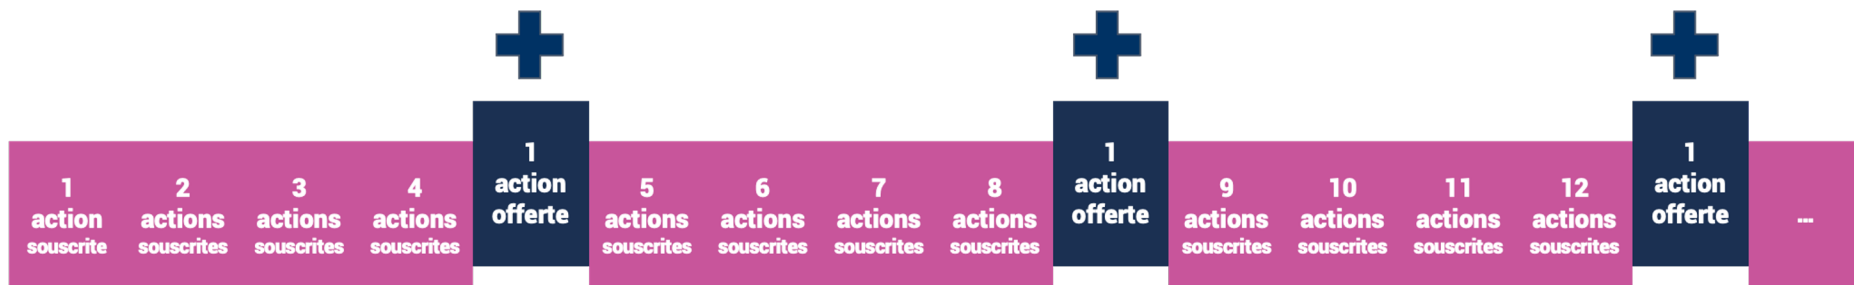 1
action
souscrite
2
actions
souscrites
3
actions
souscrites
4
actions
souscrites
1
action
offerte
5
actions
souscrites
6
actions
souscrites
7
actions
souscrites
8
actions
souscrites
1
action
offerte
9
actions
souscrites
10
actions
souscrites
11
actions
souscrites
12
actions
souscrites
1
action
offerte
...